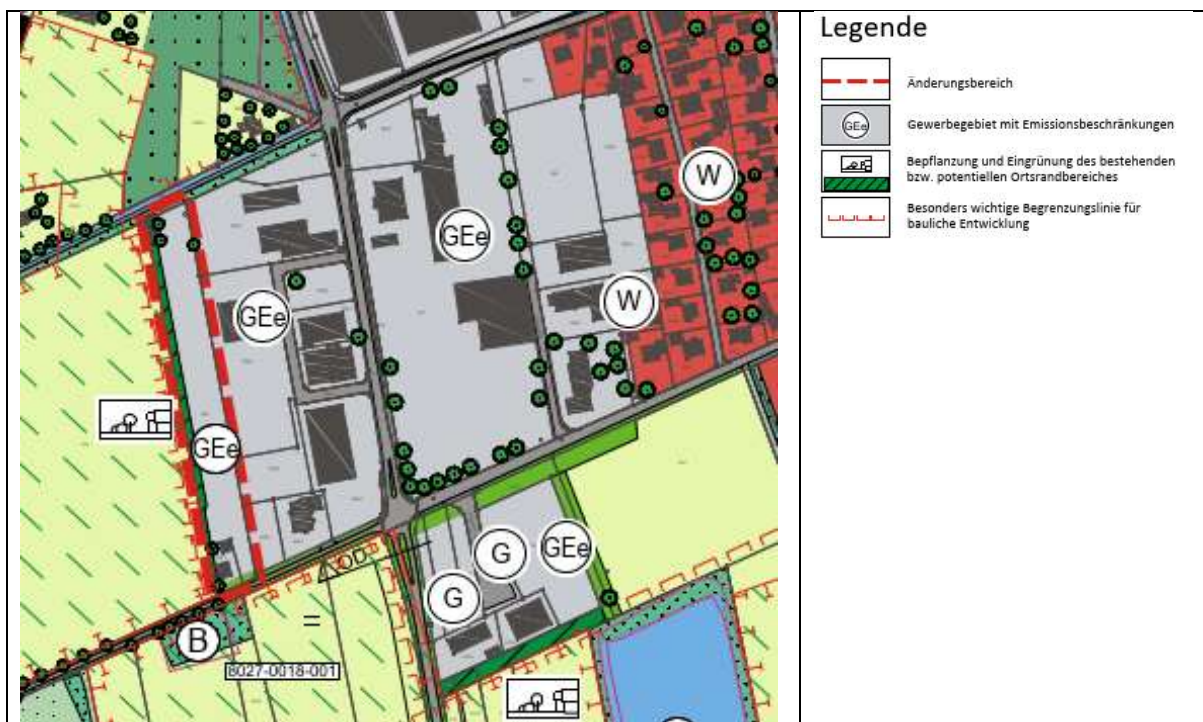 W
GEe
W
GEe
GEe
G
GEe
G
OD
B
8027-0018-001
Legende
Änderungsbereich
GEe
Gewerbegebiet mit Emissionsbeschränkungen
Bepflanzung und Eingrünung des bestehenden
bzw. potentiellen Ortsrandbereiches
Besonders wichtige Begrenzungslinie für
bauliche Entwicklung